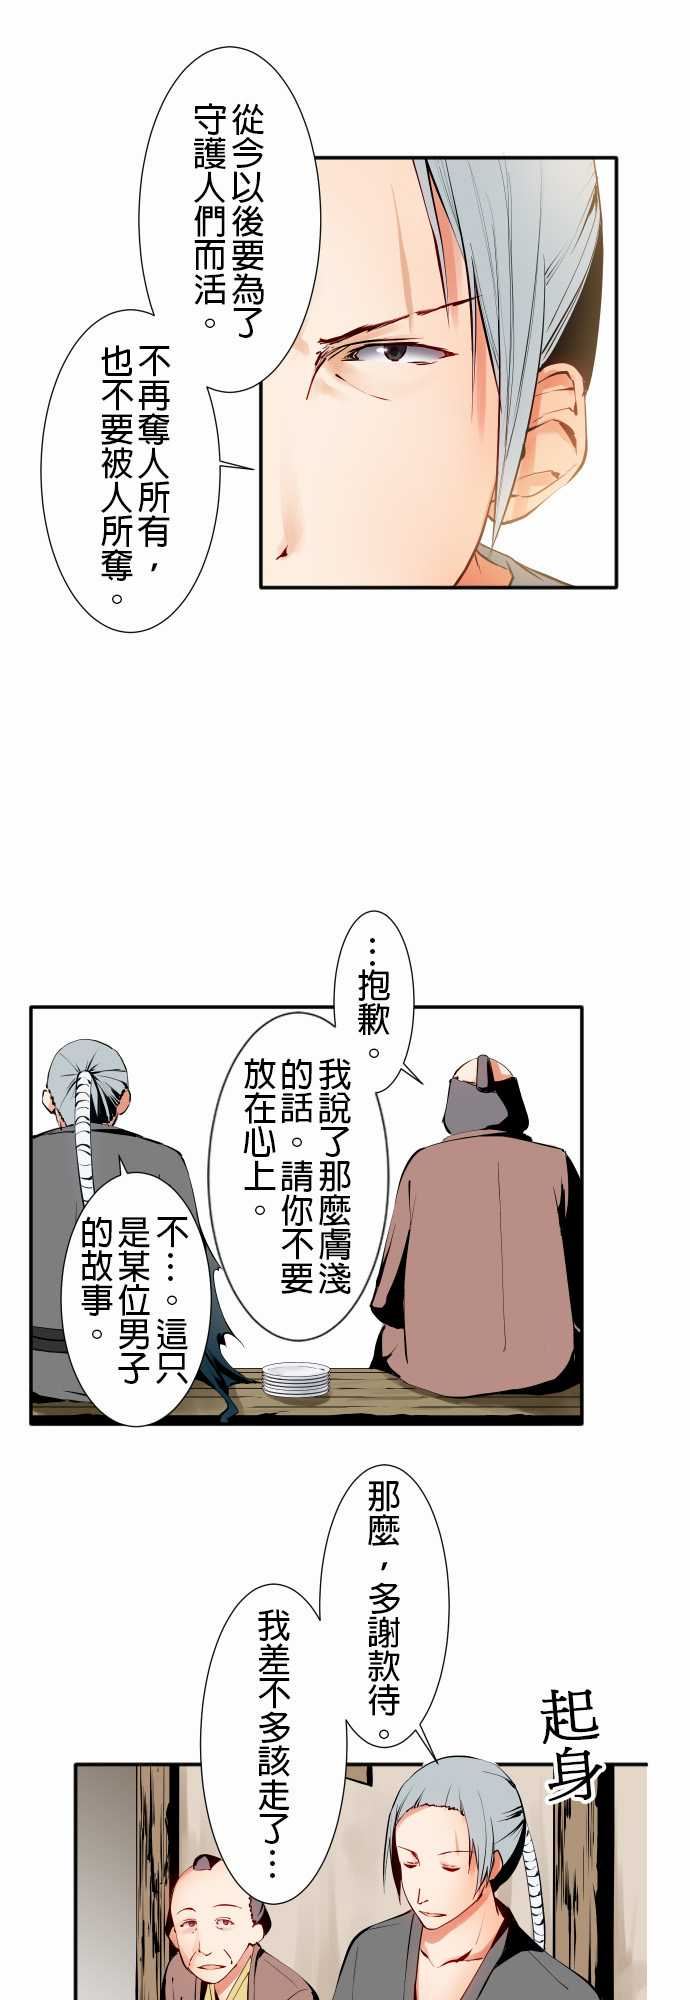 從今以後要為了
守護人們而活。
不再奪人所有，
也不要被人所奪。
…抱歉。
我說了那麼膚淺
的話。請你不要
放在心上。
不…。這只
是某位男子
的故事。
那麼，多謝款待。
我差不多該走了…
起身